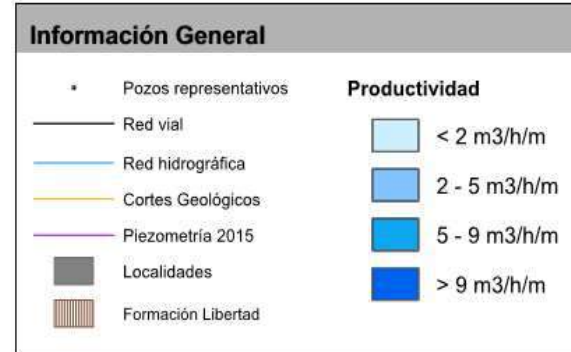 Información General
Pozos representativos
Red vial
Red hidrográfica
Cortes Geológicos
Piezometría 2015
Localidades
Formación Libertad
Productividad
< 2 m3/h/m
2 - 5 m3/h/m
5 - 9 m3/h/m
> 9 m3/h/m